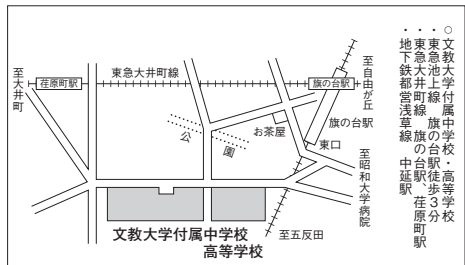 ○文教大学付属中学校・高等学校
・東急池上線 旗の台駅徒歩3分
・東急大井町線 旗の台駅、荏原町駅
・地下鉄都営浅草線 中延駅
至自由が丘
旗の台駅
東急大井町線
荏原町駅
至大井町
旗の台駅
お茶屋
東口
公園
至昭和大学病院
文教大学付属中学校
高等学校
至五反田